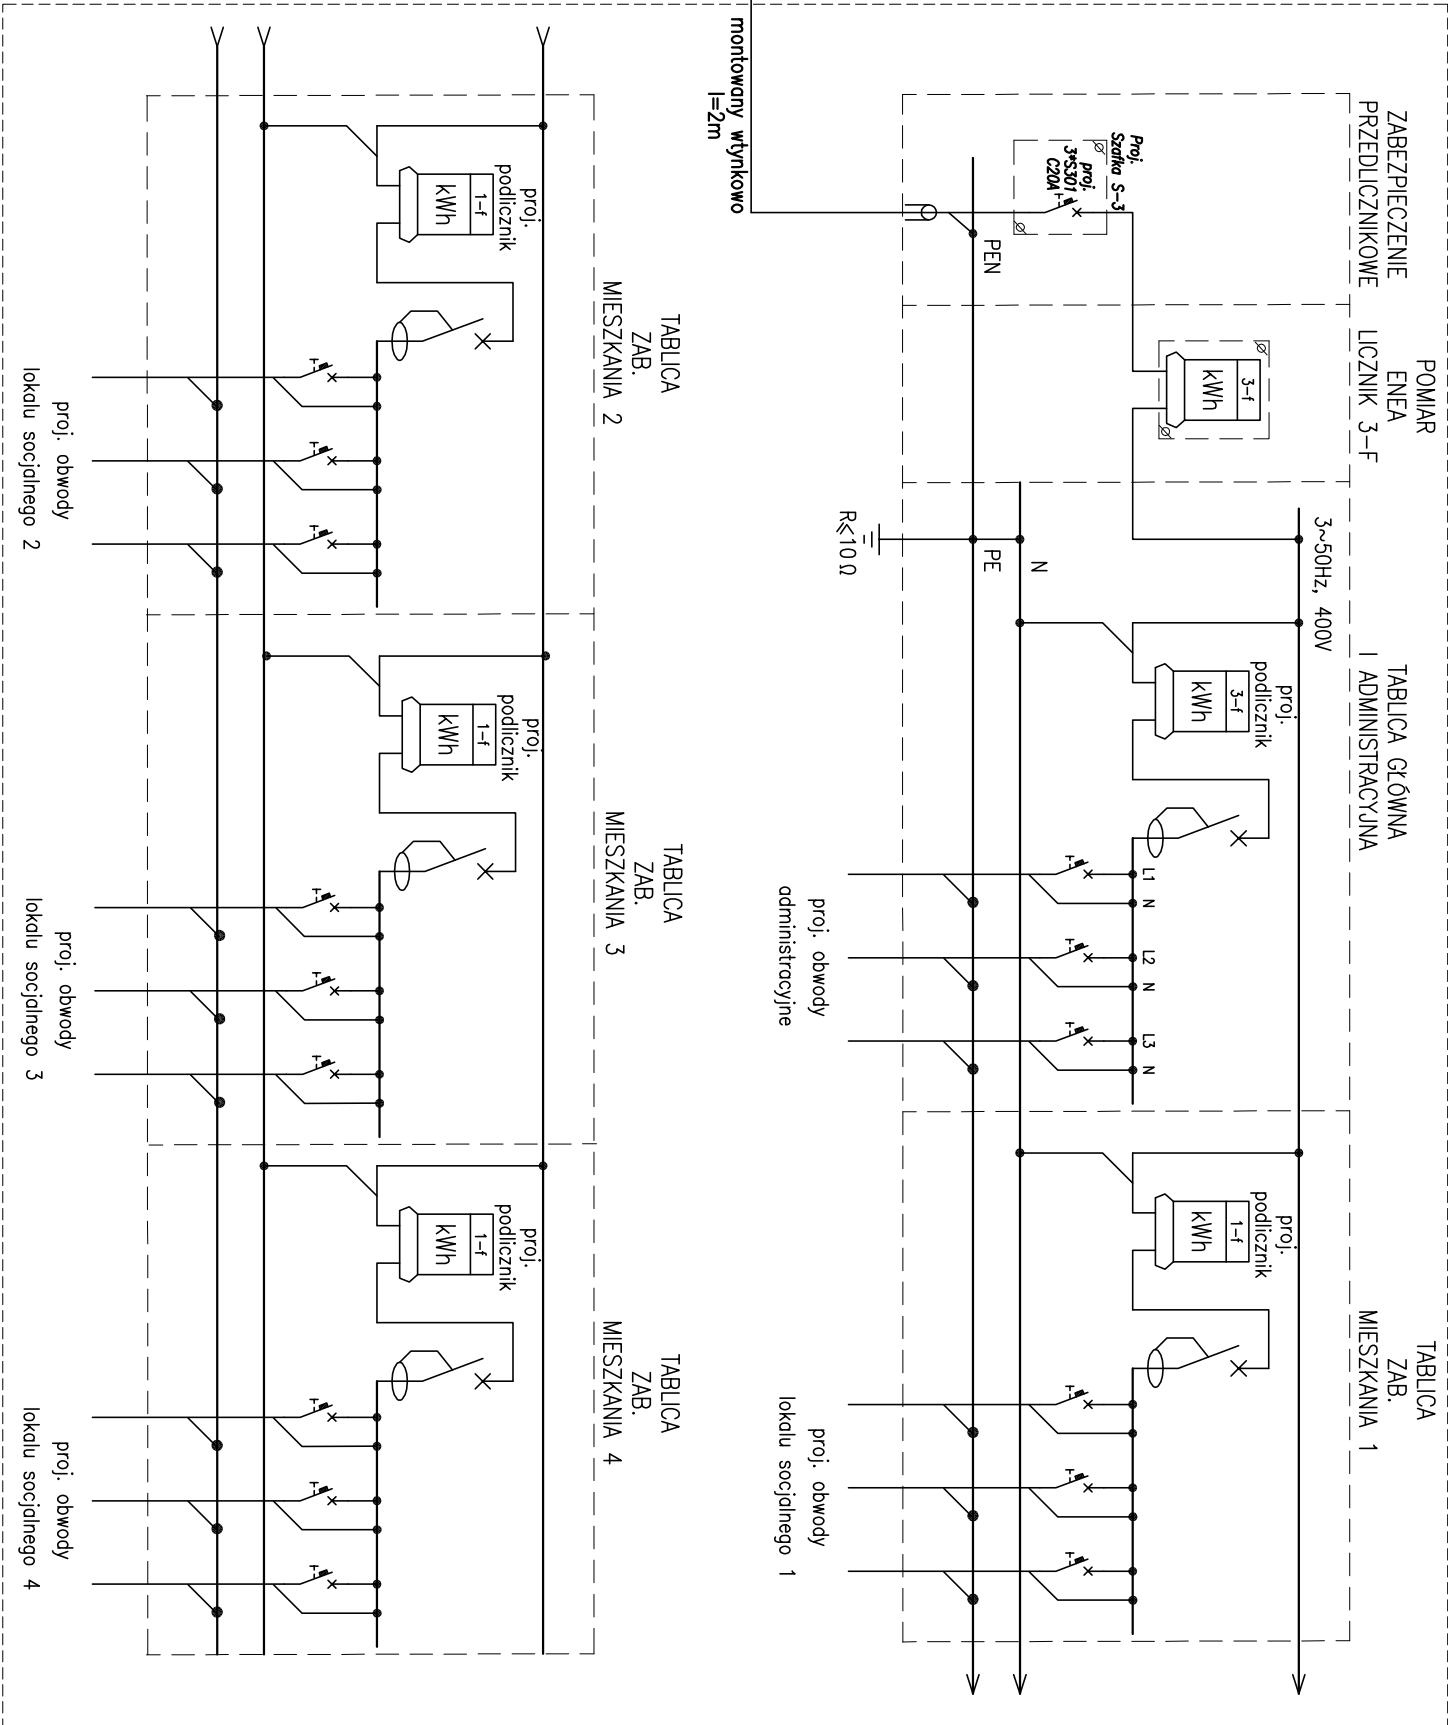 ZABEZPIECZENIE
PRZEDLICZNIKOWE
POMIAR
ENEA
LICZNIK 3-F
TABLICA GŁÓWNA
I ADMINISTRACYJNA
TABLICA
ZAB.
MIESZKANIA 1
3~50Hz, 400V
Proj.
Szafka S-3
proj.
3*S301
C20A
3-f
kWh
proj.
podlicznik
3-f
kWh
proj.
podlicznik
1-f
kWh
L1
N
L2
N
L3
N
PEN
N
PE
R≤10Ω
montowany wtynkowo
l=2m
proj. obwody
administracyjne
proj. obwody
lokalu socjalnego 1
TABLICA
ZAB.
MIESZKANIA 2
TABLICA
ZAB.
MIESZKANIA 3
TABLICA
ZAB.
MIESZKANIA 4
proj.
podlicznik
1-f
kWh
proj.
podlicznik
1-f
kWh
proj.
podlicznik
1-f
kWh
proj. obwody
lokalu socjalnego 2
proj. obwody
lokalu socjalnego 3
proj. obwody
lokalu socjalnego 4